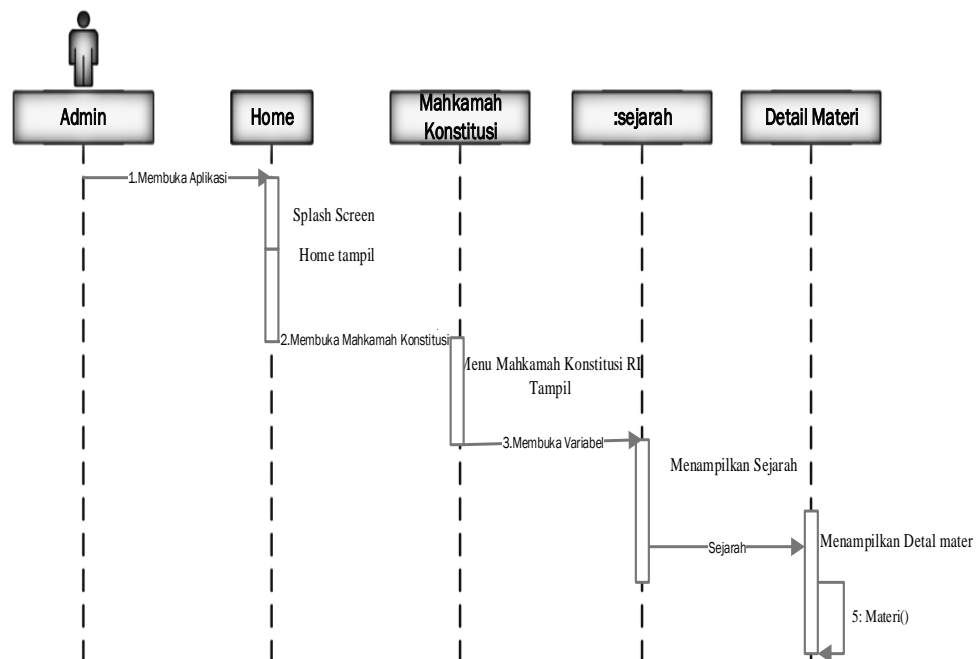 Admin
Home
Mahkamah
Konstitusi
:sejarah
Detail Materi
1.Membuka Aplikasi
Splash Screen
Home tampil
2.Membuka Mahkamah Konstitusi
Menu Mahkamah Konstitusi RI
Tampil
3.Membuka Variabel
Menampilkan Sejarah
Sejarah
Menampilkan Detal mater
5: Materi()